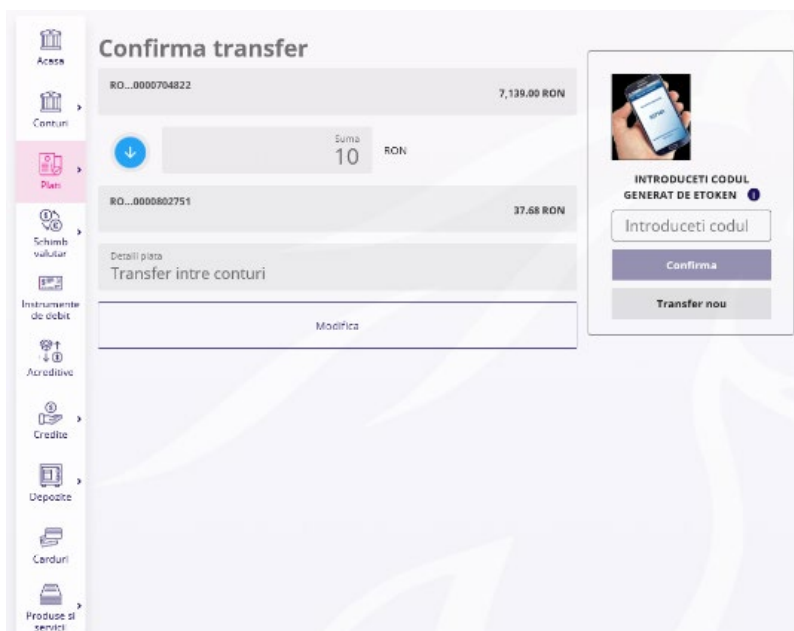 Acasa
Conturi
Plati
Schimb
valutar
Instrumente
de debit
Acreditive
Credite
Depozite
Carduri
Produse si
servicii
Confirma transfer
RO...0000704822
7,139.00 RON
Suma
10 RON
RO...0000802751
37.68 RON
Detalii plata
Transfer intre conturi
Modifica
INTRODUCETI CODUL
GENERAT DE ETOKEN
Introduceti codul
Confirma
Transfer nou